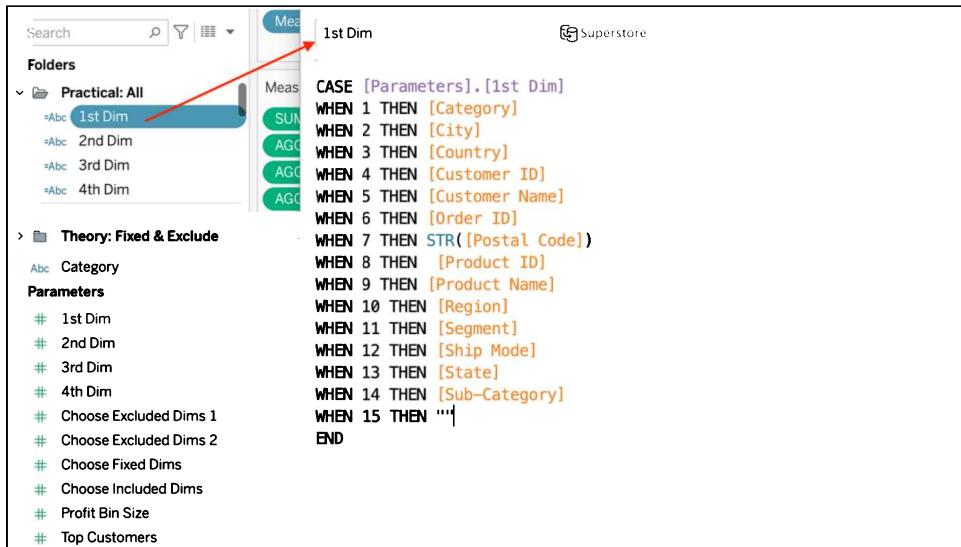 Search
Folders
Practical: All
=Abc 1st Dim
=Abc 2nd Dim
=Abc 3rd Dim
=Abc 4th Dim
Theory: Fixed & Exclude
Abc Category
Parameters
# 1st Dim
# 2nd Dim
# 3rd Dim
# 4th Dim
# Choose Excluded Dims 1
# Choose Excluded Dims 2
# Choose Fixed Dims
# Choose Included Dims
# Profit Bin Size
# Top Customers
Mea
Meas
SUM
AGG
AGG
AGG
1st Dim
Superstore
CASE [Parameters].[1st Dim]
WHEN 1 THEN [Category]
WHEN 2 THEN [City]
WHEN 3 THEN [Country]
WHEN 4 THEN [Customer ID]
WHEN 5 THEN [Customer Name]
WHEN 6 THEN [Order ID]
WHEN 7 THEN STR([Postal Code])
WHEN 8 THEN [Product ID]
WHEN 9 THEN [Product Name]
WHEN 10 THEN [Region]
WHEN 11 THEN [Segment]
WHEN 12 THEN [Ship Mode]
WHEN 13 THEN [State]
WHEN 14 THEN [Sub-Category]
WHEN 15 THEN ""
END